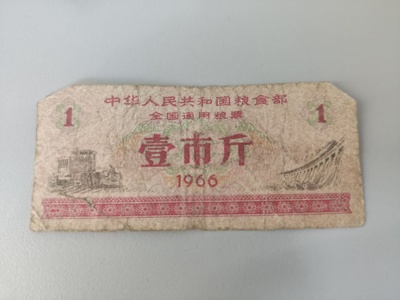 中华人民共和国粮食部
全国通用粮票
1 壹市斤 1
1966